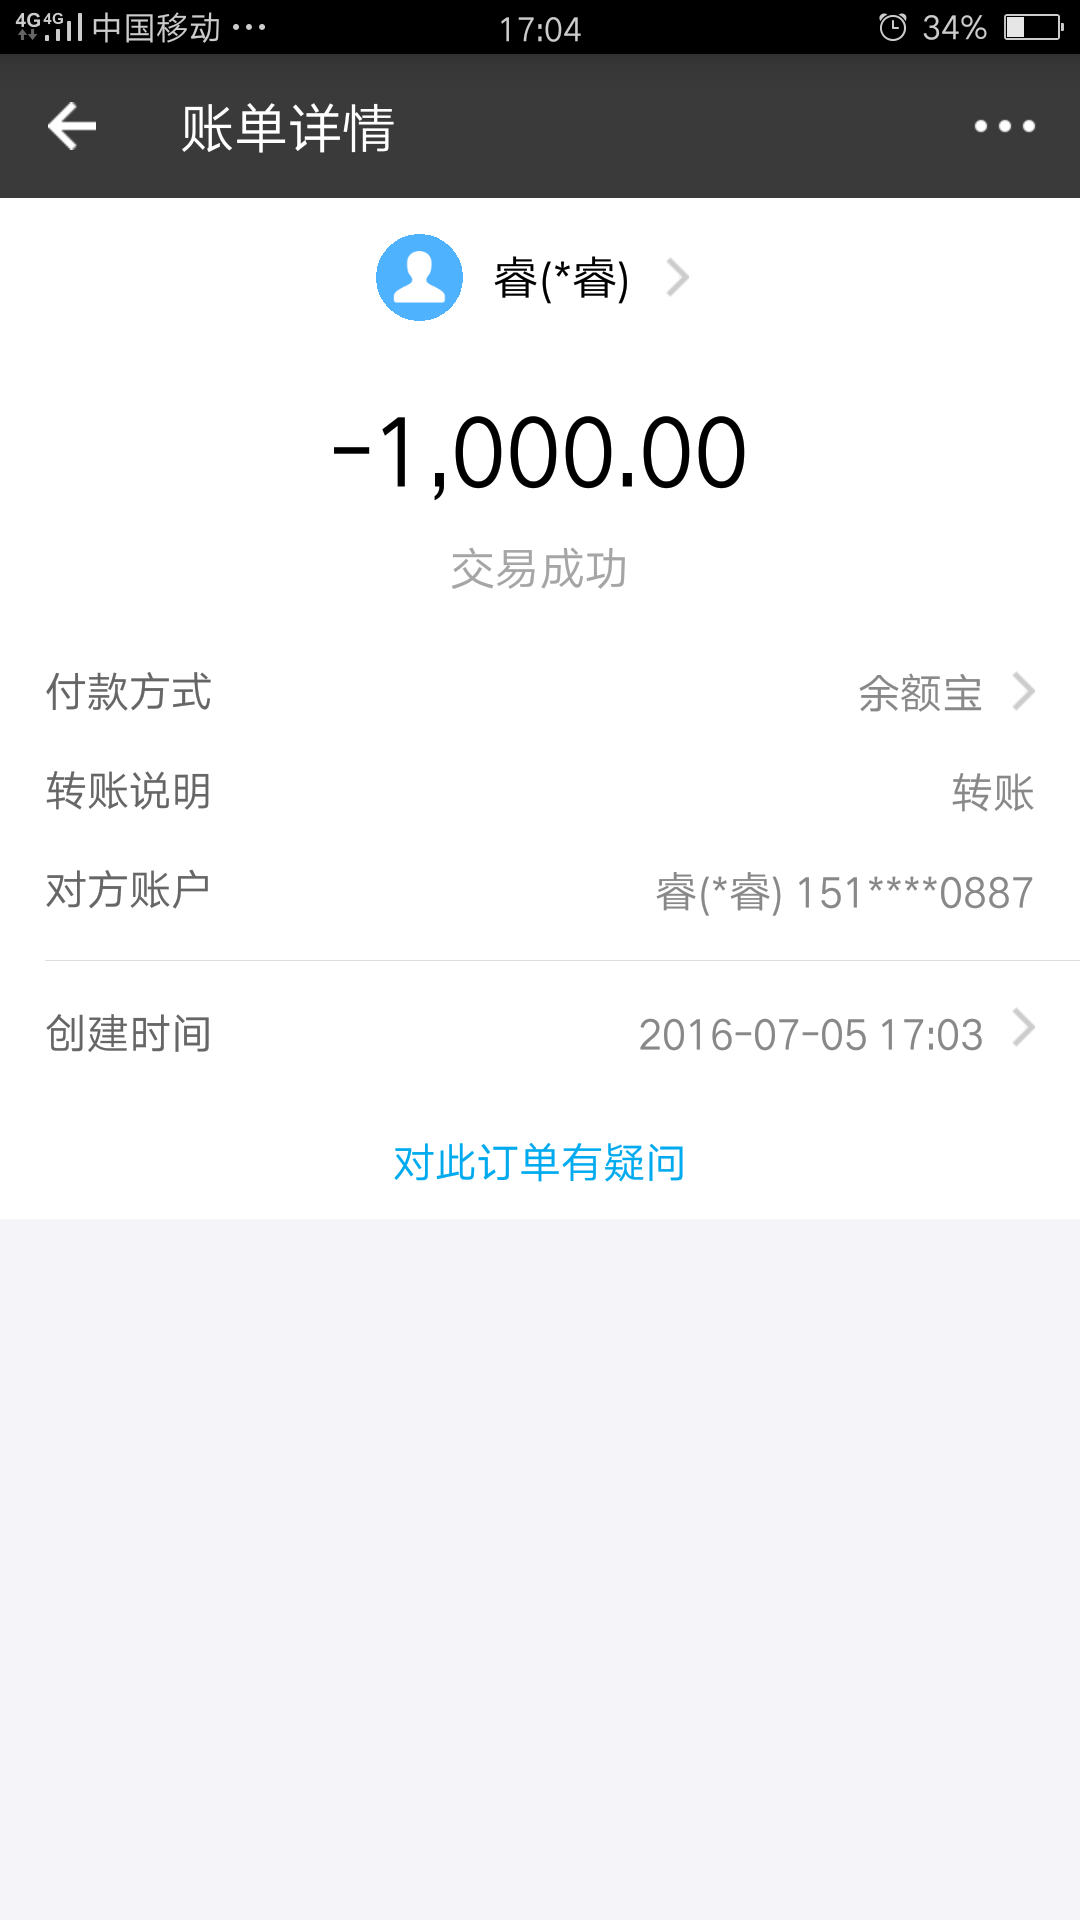 4G 4G 中国移动 ··· 17:04 34%
账单详情
睿(*睿)
-1,000.00
交易成功
付款方式 余额宝
转账说明 转账
对方账户 睿(*睿) 151****0887
创建时间 2016-07-05 17:03
对此订单有疑问